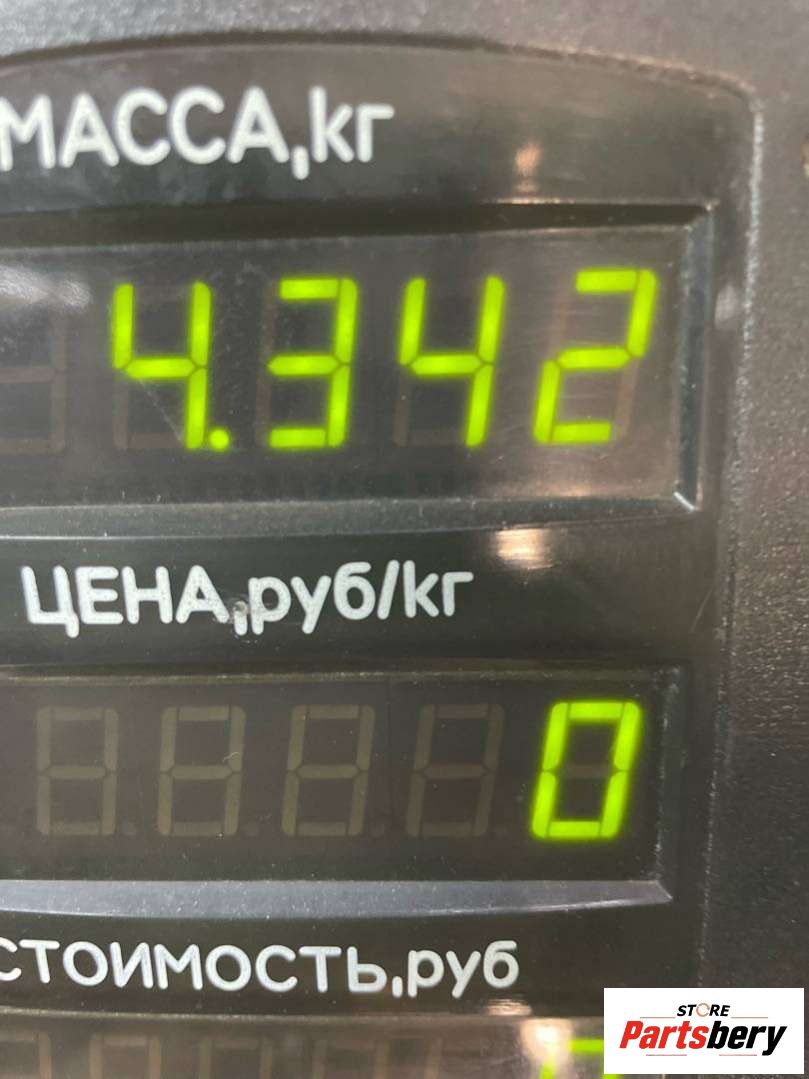 МАССА,кг
4.342
ЦЕНА,руб/кг
0
СТОИМОСТЬ,руб
STORE
Partsbery